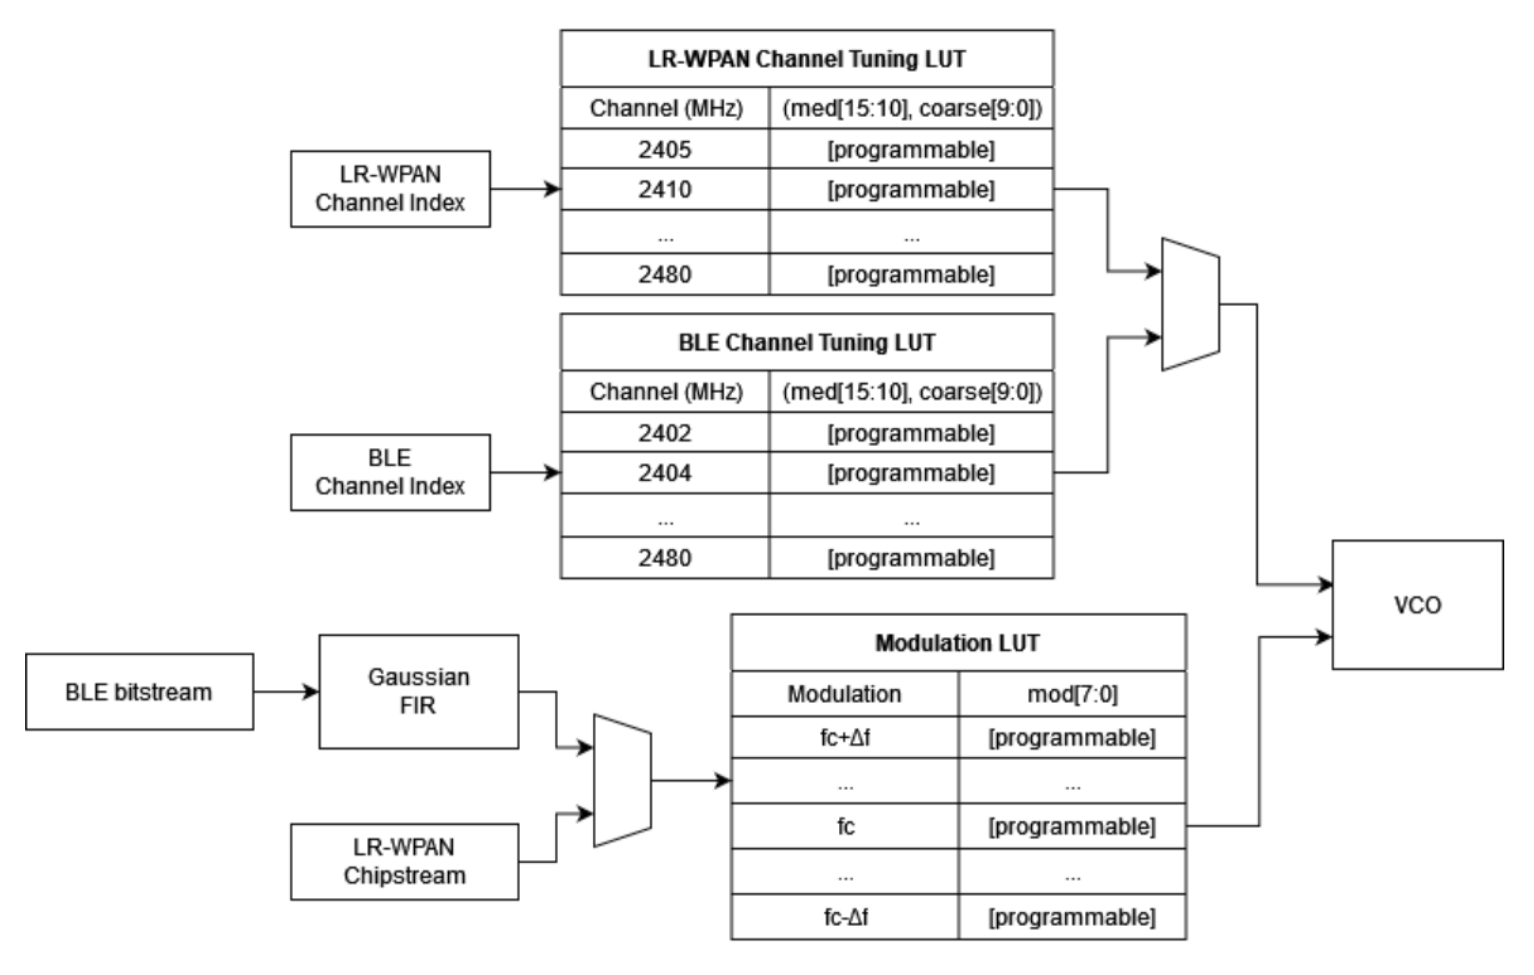 LR-WPAN Channel Tuning LUT
Channel (MHz) (med[15:10], coarse[9:0])
2405 [programmable]
2410 [programmable]
... ...
2480 [programmable]
LR-WPAN
Channel Index
BLE Channel Tuning LUT
Channel (MHz) (med[15:10], coarse[9:0])
2402 [programmable]
2404 [programmable]
... ...
2480 [programmable]
BLE
Channel Index
VCO
BLE bitstream
Gaussian
FIR
LR-WPAN
Chipstream
Modulation LUT
Modulation mod[7:0]
fc+Δf [programmable]
... ...
fc [programmable]
... ...
fc-Δf [programmable]